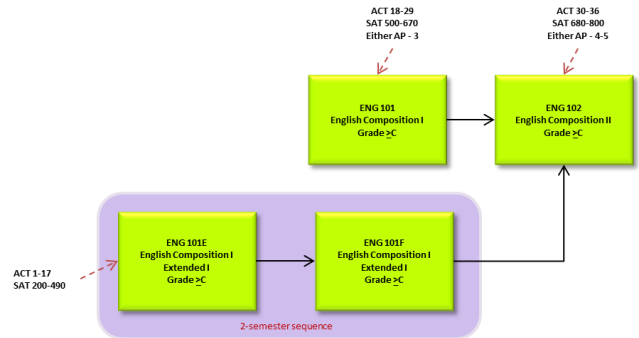 ACT 18-29
SAT 500-670
Either AP - 3
ACT 30-36
SAT 680-800
Either AP - 4-5
ENG 101
English Composition I
Grade ≥C
ENG 102
English Composition II
Grade ≥C
ENG 101E
English Composition I
Extended I
Grade ≥C
ENG 101F
English Composition I
Extended I
Grade ≥C
ACT 1-17
SAT 200-490
2-semester sequence